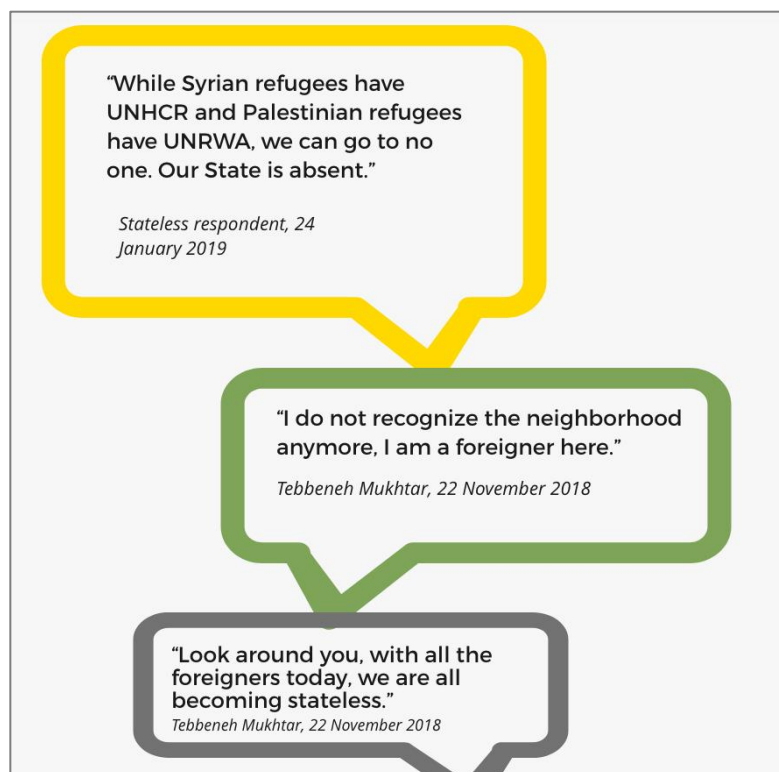 “While Syrian refugees have
UNHCR and Palestinian refugees
have UNRWA, we can go to no
one. Our State is absent.”
Stateless respondent, 24
January 2019
“I do not recognize the neighborhood
anymore, I am a foreigner here.”
Tebbeneh Mukhtar, 22 November 2018
“Look around you, with all the
foreigners today, we are all
becoming stateless.”
Tebbeneh Mukhtar, 22 November 2018